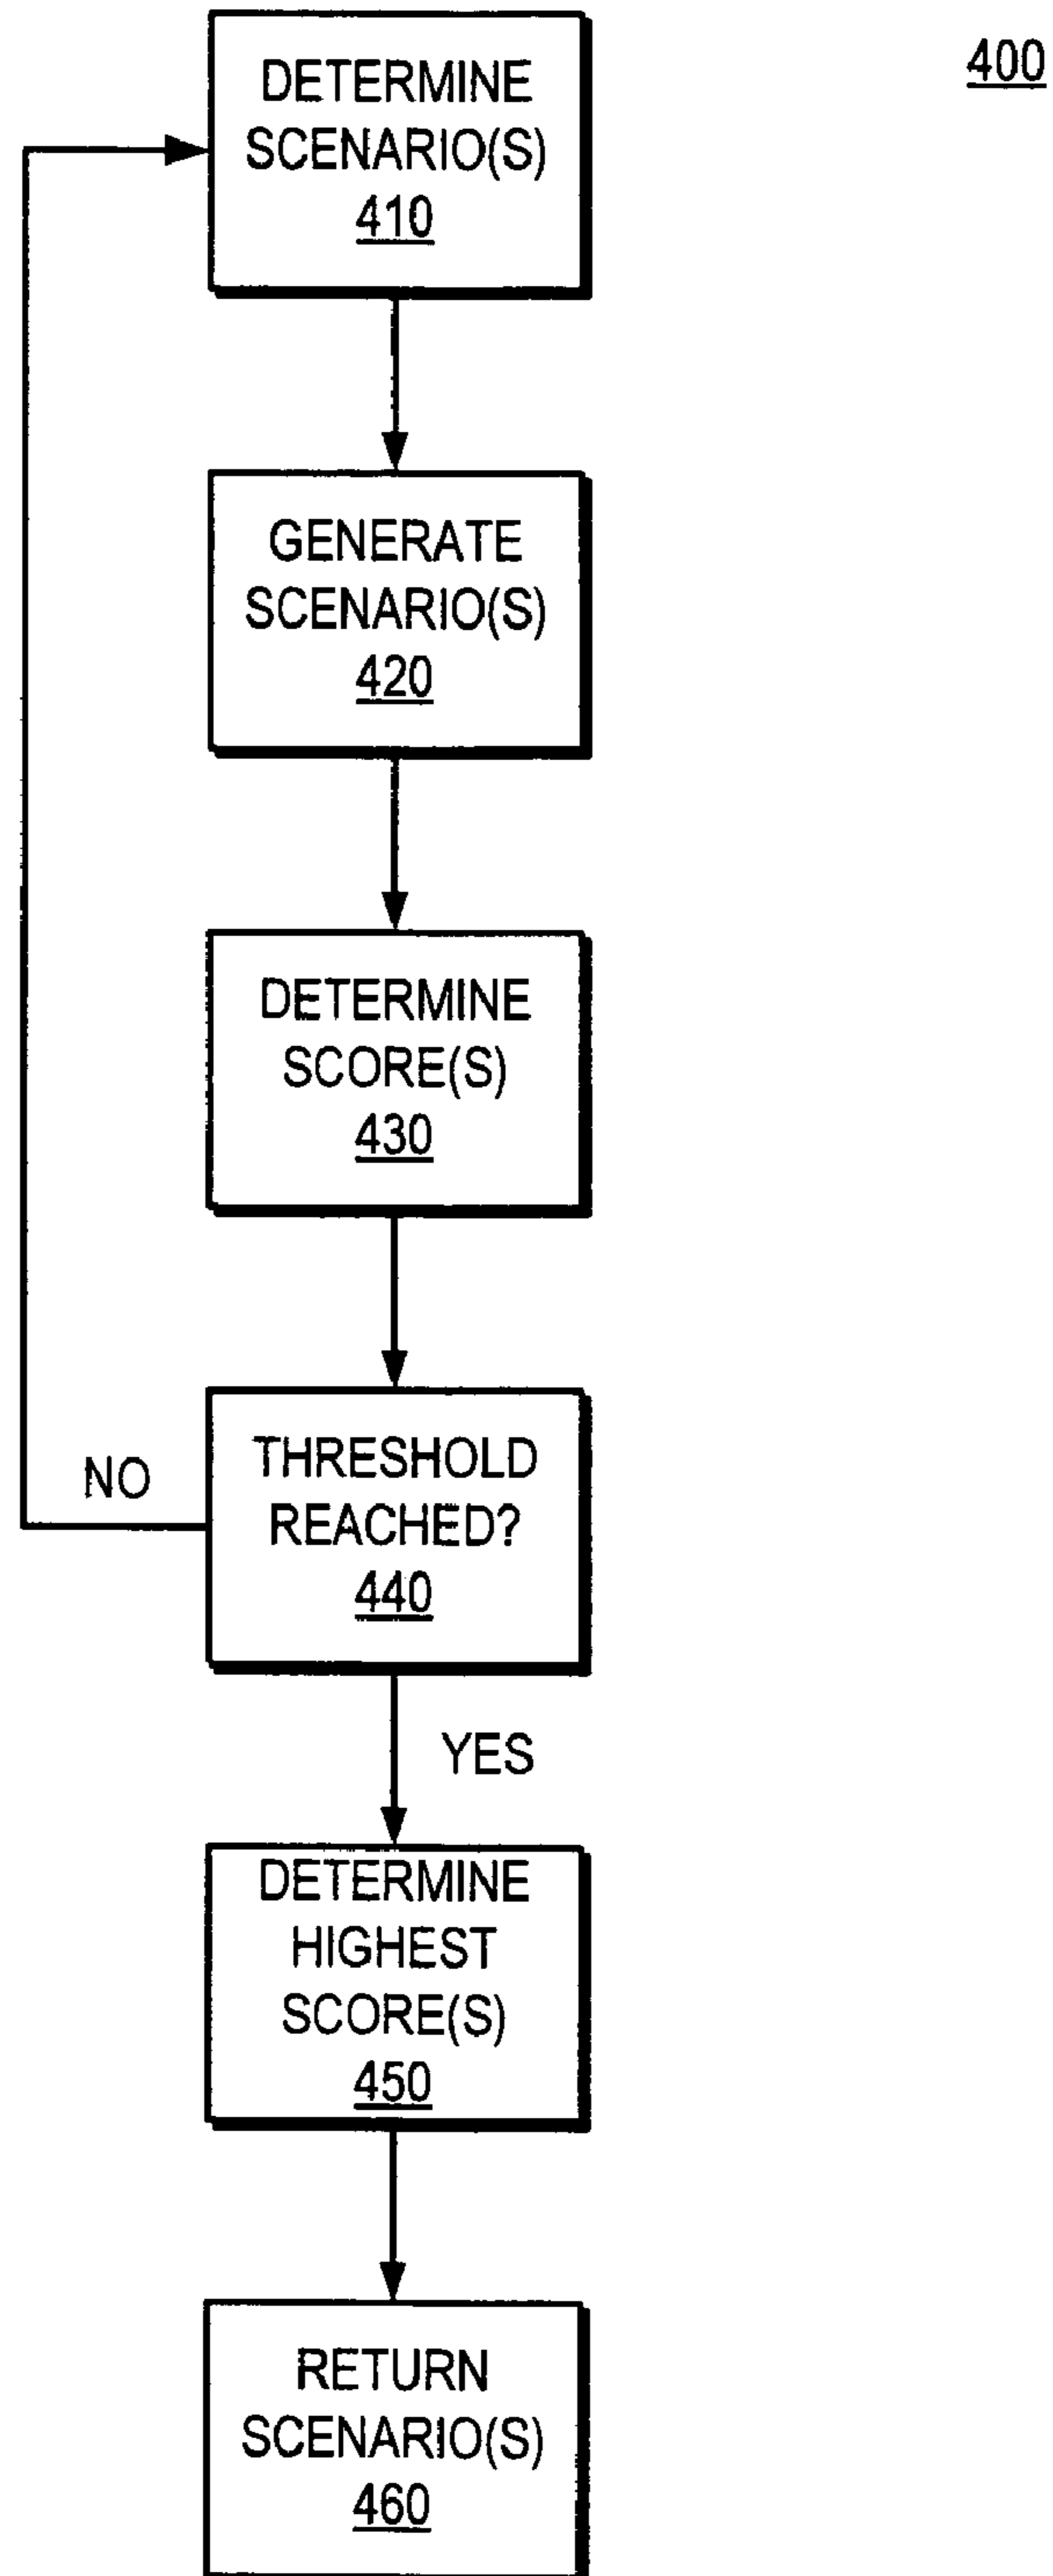 400
DETERMINE
SCENARIO(S)
410
GENERATE
SCENARIO(S)
420
DETERMINE
SCORE(S)
430
THRESHOLD
REACHED?
440
NO
YES
DETERMINE
HIGHEST
SCORE(S)
450
RETURN
SCENARIO(S)
460